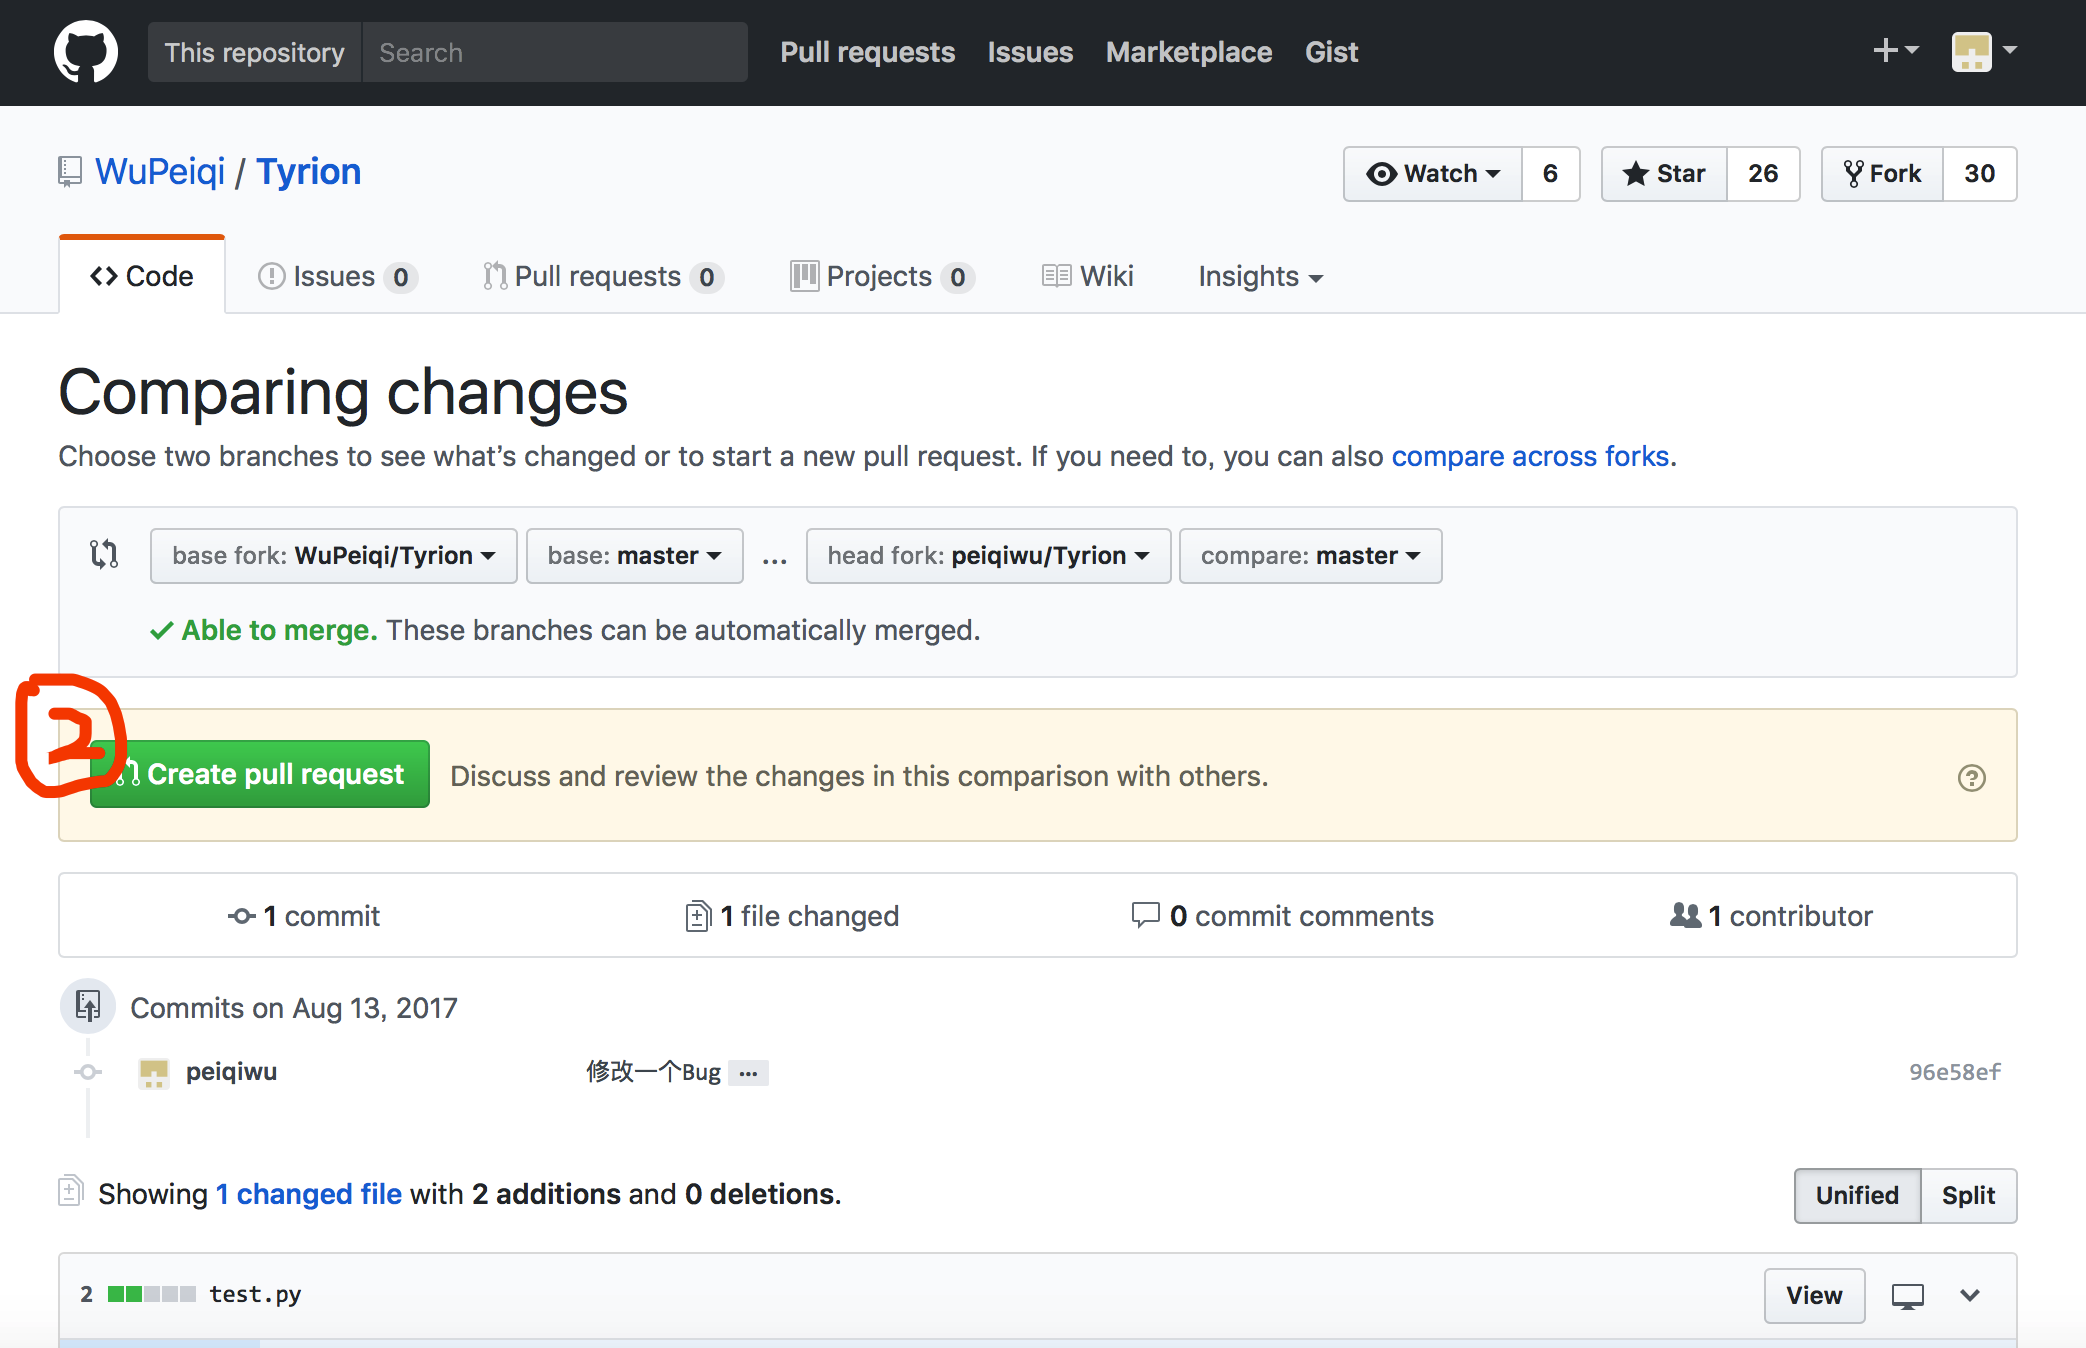 This repository Search Pull requests Issues Marketplace Gist
WuPeiqi / Tyrion Watch 6 Star 26 Fork 30
Code Issues 0 Pull requests 0 Projects 0 Wiki Insights
Comparing changes
Choose two branches to see what’s changed or to start a new pull request. If you need to, you can also compare across forks.
base fork: WuPeiqi/Tyrion base: master ... head fork: peiqiwu/Tyrion compare: master
Able to merge. These branches can be automatically merged.
2
Create pull request Discuss and review the changes in this comparison with others.
1 commit 1 file changed 0 commit comments 1 contributor
Commits on Aug 13, 2017
peiqiwu 修改一个Bug ... 96e58ef
Showing 1 changed file with 2 additions and 0 deletions. Unified Split
2 test.py View